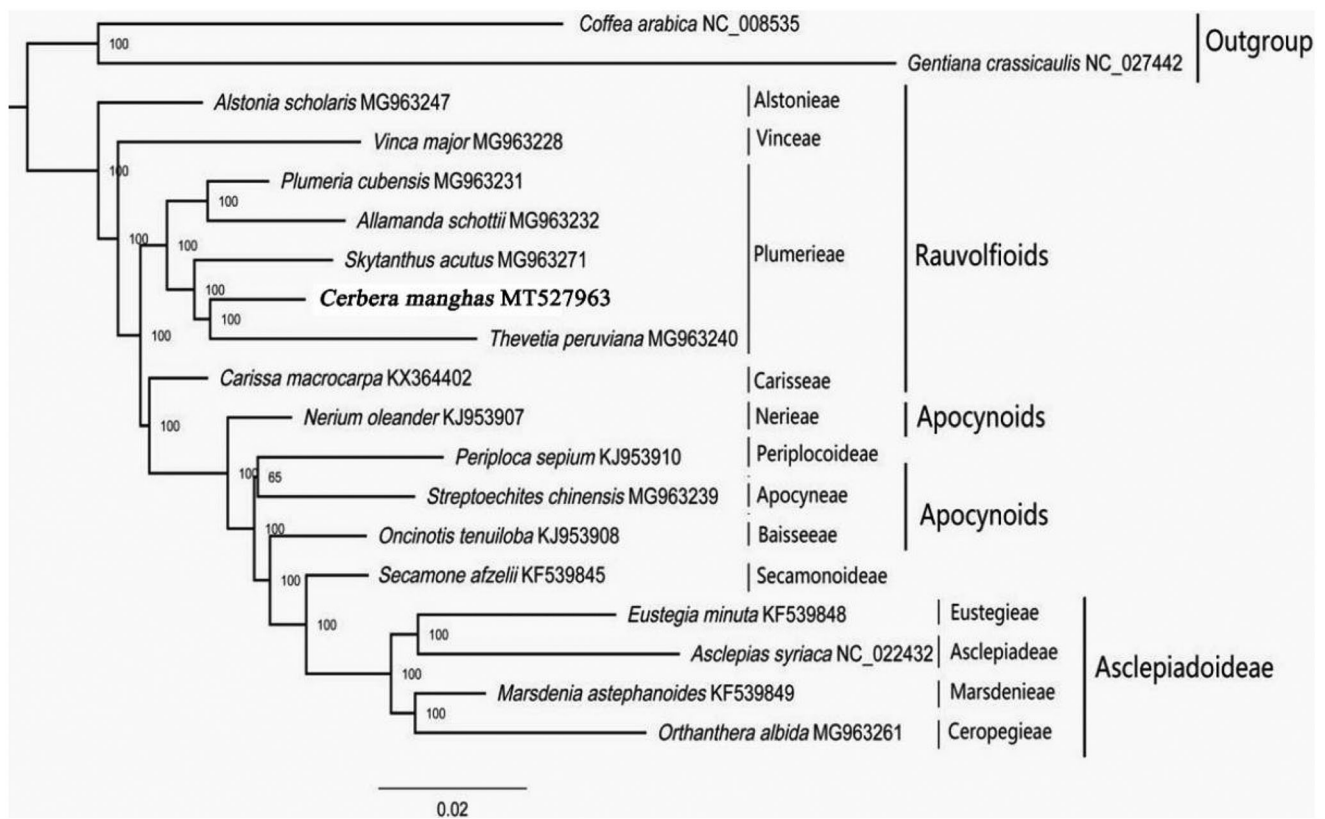 Coffea arabica NC_008535
Outgroup
100
Gentiana crassicaulis NC_027442
Alstonia scholaris MG963247
Alstonieae
Vinca major MG963228
Vinceae
100
Plumeria cubensis MG963231
100
Allamanda schottii MG963232
100
100
Plumerieae
Rauvolfioids
Skytanthus acutus MG963271
100
Cerbera manghas MT527963
100
100
Thevetia peruviana MG963240
Carissa macrocarpa KX364402
Carisseae
Nerium oleander KJ953907
Nerieae
Apocynoids
100
Periploca sepium KJ953910
Periplocoideae
100
65
Streptoechites chinensis MG963239
Apocyneae
Apocynoids
100
Oncinotis tenuiloba KJ953908
Baisseeae
Secamone afzelii KF539845
Secamonoideae
100
Eustegia minuta KF539848
Eustegieae
100
100
Asclepias syriaca NC_022432
Asclepiadeae
Asclepiadoideae
100
Marsdenia astephanoides KF539849
Marsdenieae
100
Orthanthera albida MG963261
Ceropegieae
0.02